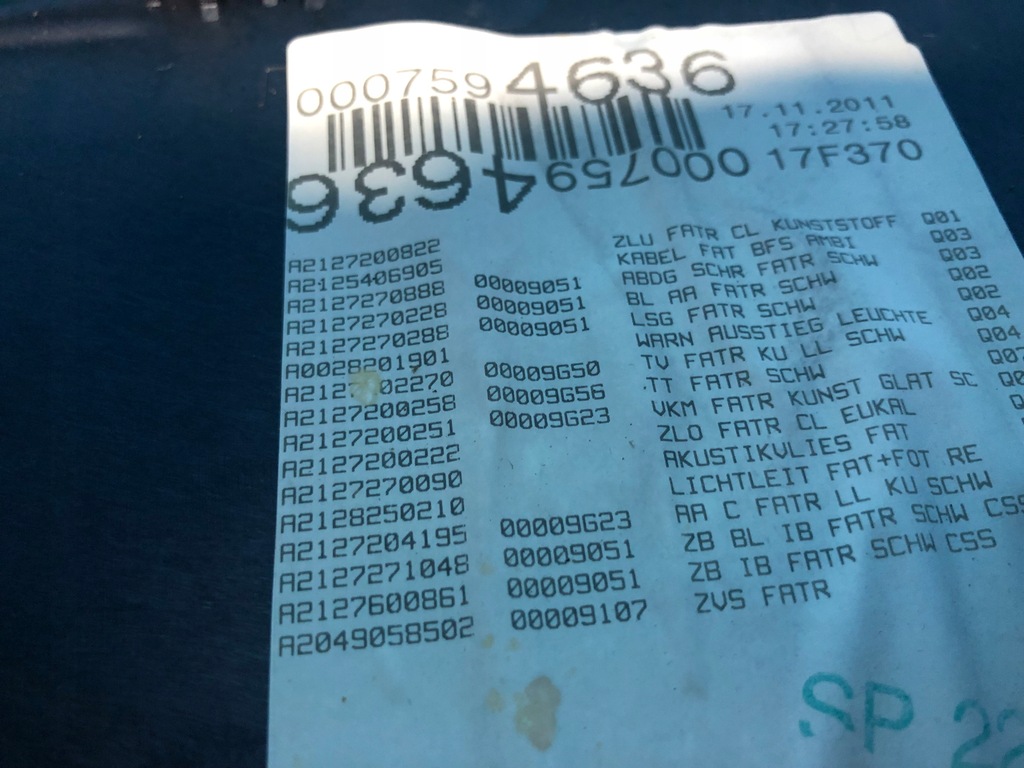 0007594636
17.11.2011
17:27:58
0007594636 17F370
A2127200822 ZLU FATR CL KUNSTSTOFF Q01
A2125406905 KABEL FAT BFS AMBI Q03
A2127270888 00009051 ABDG SCHR FATR SCHW Q03
A2127270228 00009051 BL AA FATR SCHW Q02
A2127270288 00009051 LSG FATR SCHW Q02
A0028201901 WARN AUSSTIEG LEUCHTE Q04
00009G50 TV FATR KU LL SCHW Q04
A2127200258 00009G56 TT FATR SCHW
A2127200251 00009G23 VKM FATR KUNST GLAT SC
A2127200222 ZLO FATR CL EUKAL
A2127270090 AKUSTIKVLIES FAT
A2128250210 LICHTLEIT FAT+FOT RE
A2127204195 00009G23 AA C FATR LL KU SCHW
A2127271048 00009051 ZB BL IB FATR SCHW CSS
A2127600861 00009051 ZB IB FATR SCHW CSS
A2049058502 00009107 ZVS FATR
SP 22